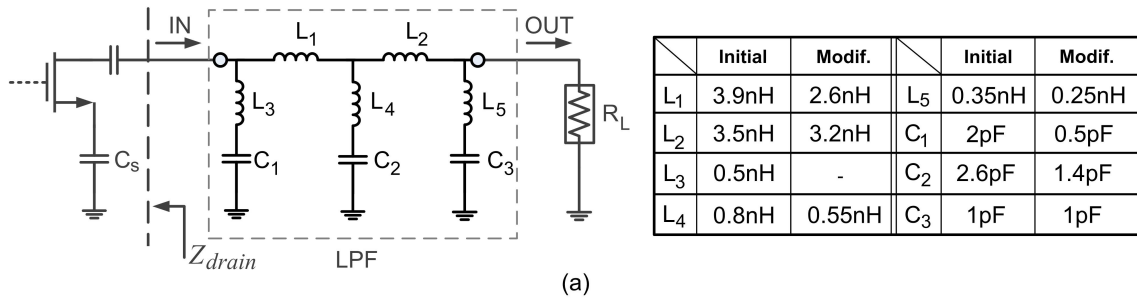 IN
OUT
L1
L2
L3
L4
L5
RL
Cs
C1
C2
C3
Zdrain
LPF
Initial Modif. Initial Modif.
L1 3.9nH 2.6nH L5 0.35nH 0.25nH
L2 3.5nH 3.2nH C1 2pF 0.5pF
L3 0.5nH - C2 2.6pF 1.4pF
L4 0.8nH 0.55nH C3 1pF 1pF
(a)